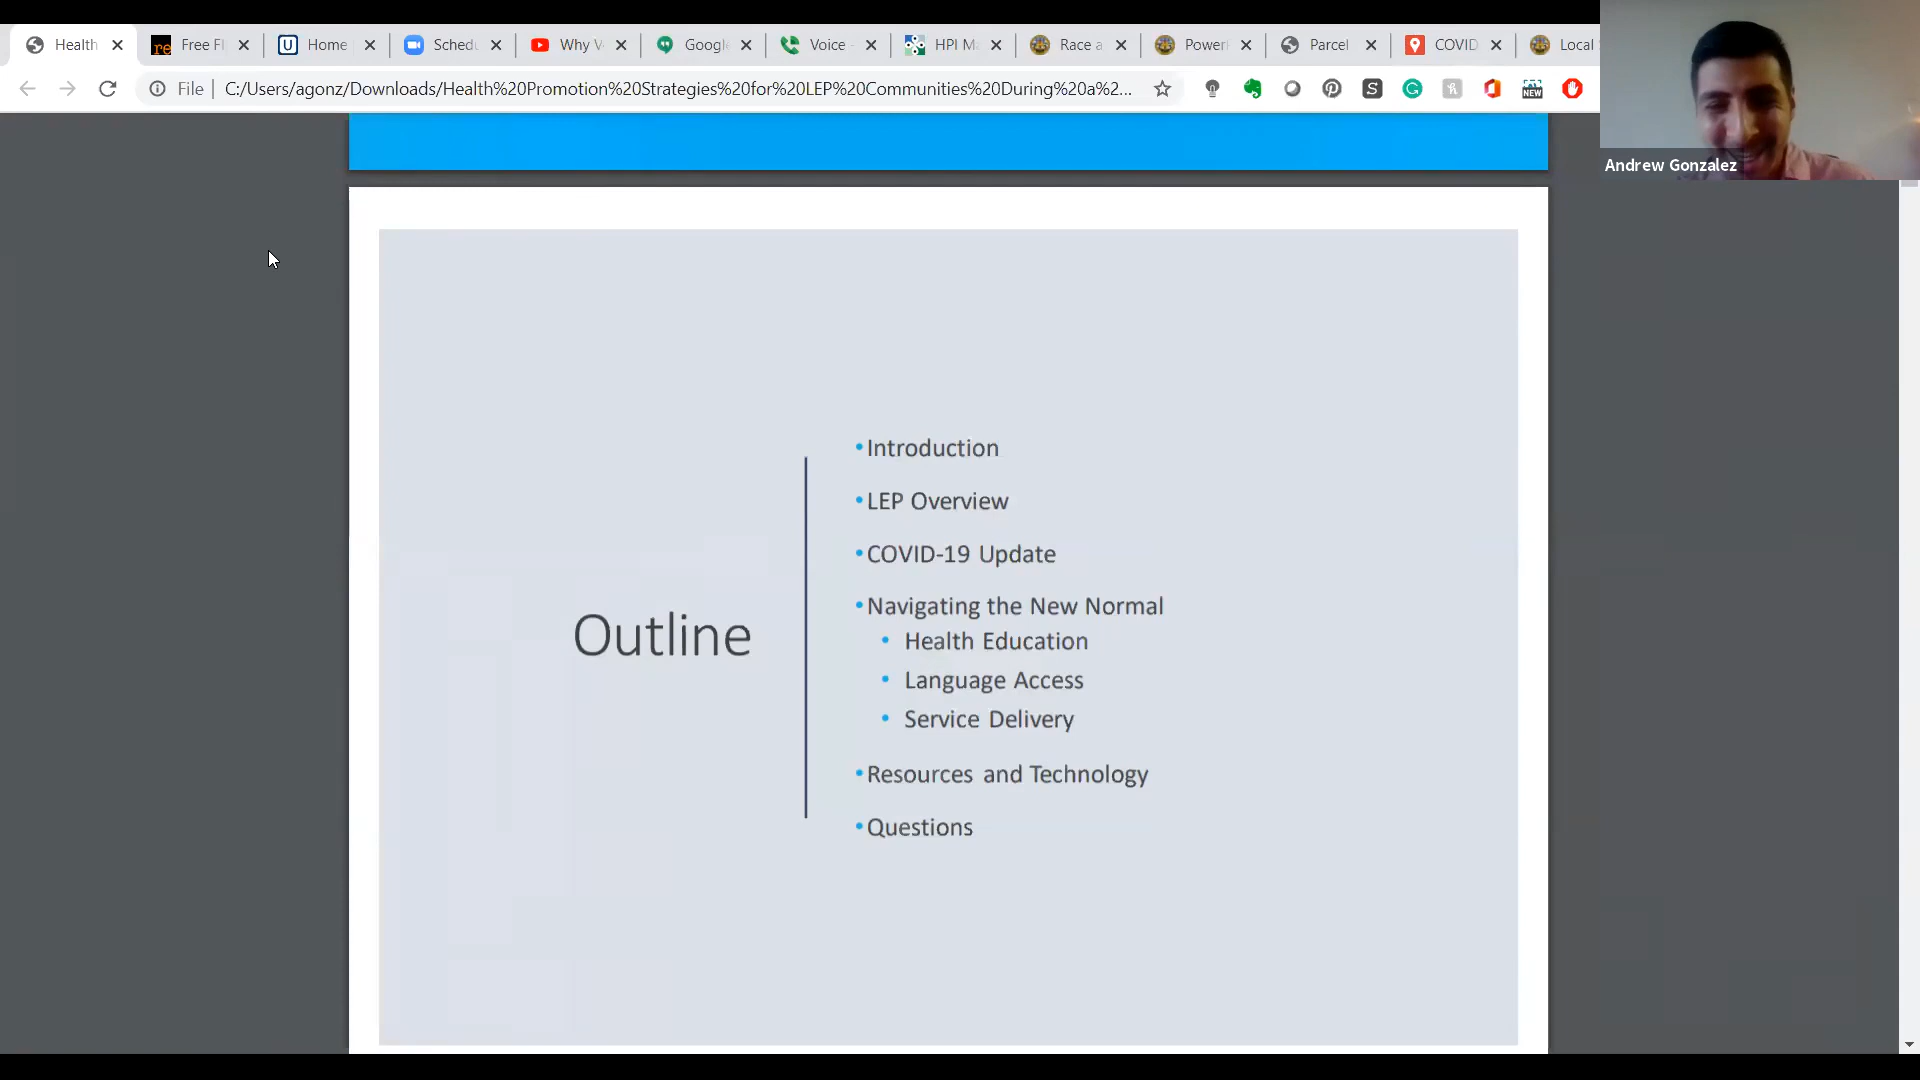 Health
Free F
Home
Sched
Why V
Googl
Voice
HPI M
Race a
Power
Parcel
COVID
Local
File
C:/Users/agonz/Downloads/Health%20Promotion%20Strategies%20for%20LEP%20Communities%20During%20a%2...
Andrew Gonzalez
Outline
•Introduction
•LEP Overview
•COVID-19 Update
•Navigating the New Normal
• Health Education
• Language Access
• Service Delivery
•Resources and Technology
•Questions